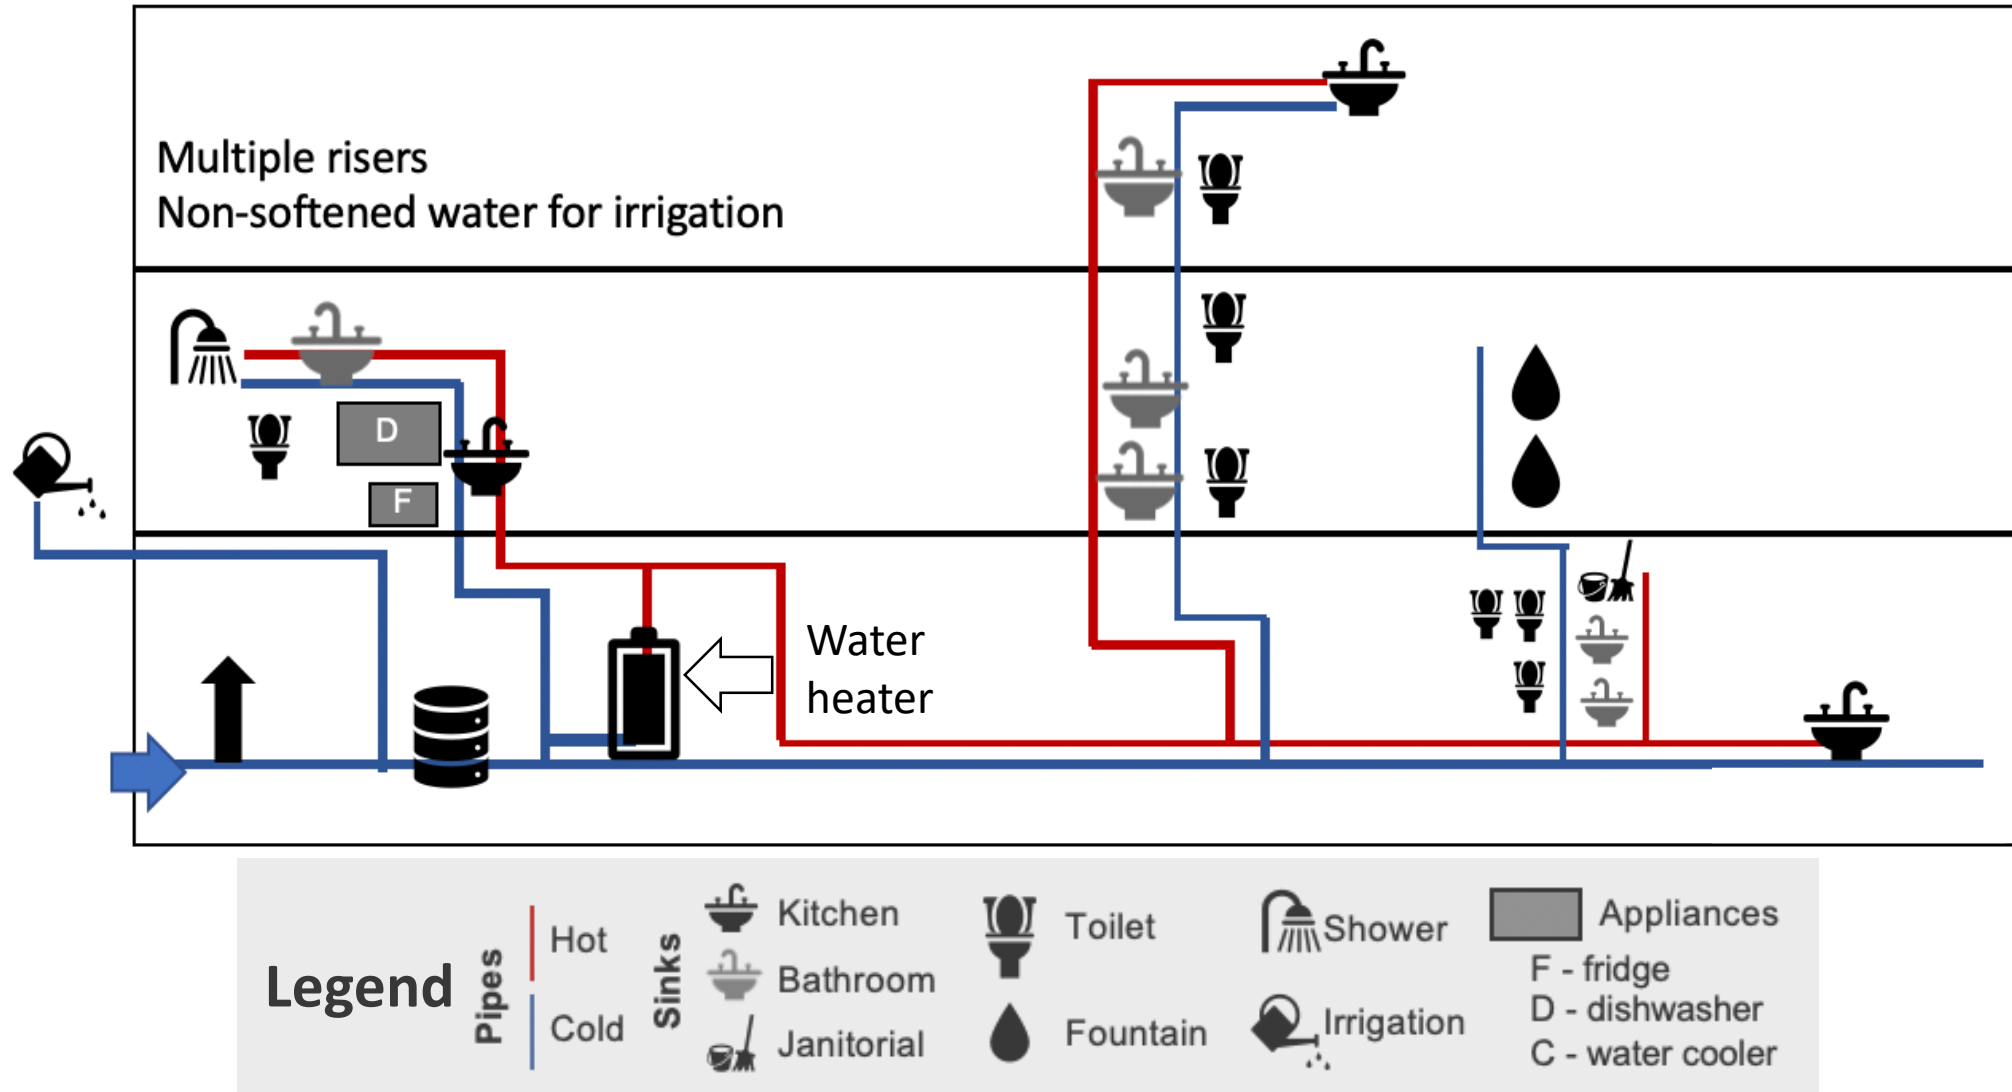 Multiple risers
Non-softened water for irrigation
D
F
Water
heater
Legend
Pipes
Hot
Cold
Sinks
Kitchen
Bathroom
Janitorial
Toilet
Fountain
Shower
Irrigation
Appliances
F - fridge
D - dishwasher
C - water cooler